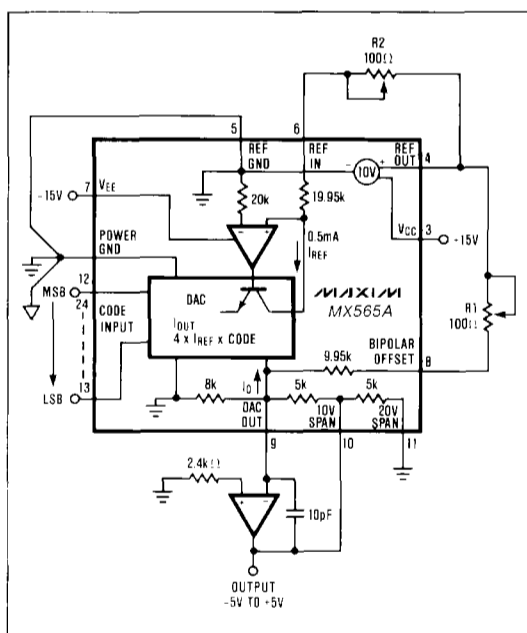 R2
100Ω
5
6
REF GND
REF IN
REF OUT
4
7
VEE
-15V
20k
19.95k
10V
- +
VCC
3
-15V
0.5mA
IREF
POWER GND
12
MSB
24
CODE INPUT
13
LSB
DAC
IOUT
4 x IREF x CODE
MAXIM
MX565A
R1
100Ω
BIPOLAR OFFSET
8
9.95k
IO
8k
5k
5k
DAC OUT
10V SPAN
20V SPAN
9
10
11
2.4kΩ
- +
10pF
OUTPUT
-5V TO +5V